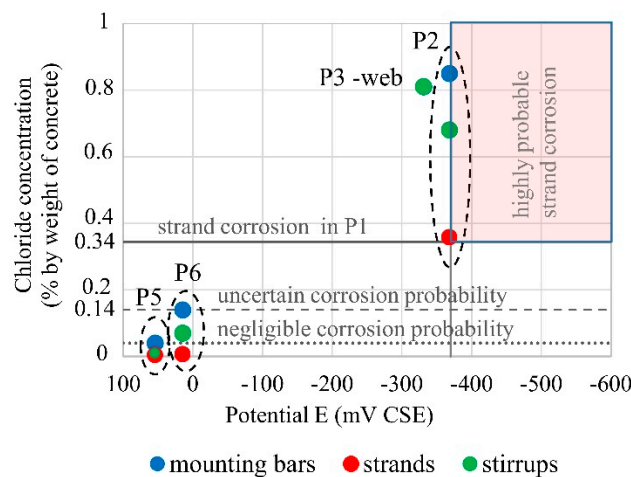 Chloride concentration
(% by weight of concrete)
1
0.8
0.6
0.4
0.34
0.2
0.14
0
P2
P3 -web
highly probable
strand corrosion
strand corrosion in P1
P6
P5
uncertain corrosion probability
negligible corrosion probability
100 0 -100 -200 -300 -400 -500 -600
Potential E (mV CSE)
mounting bars strands stirrups